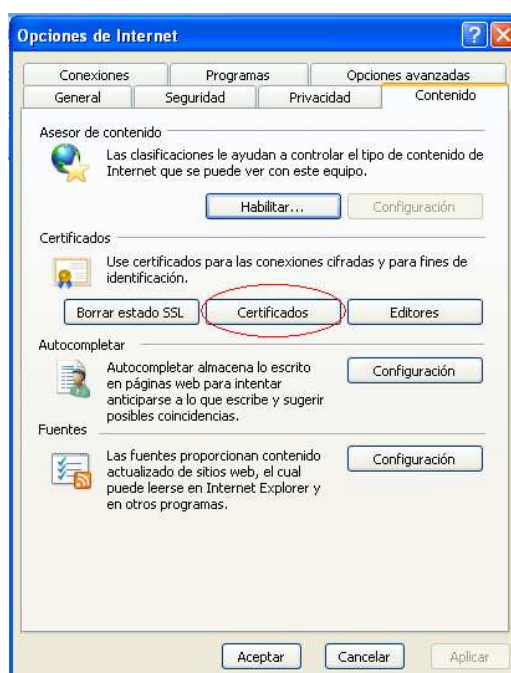 Opciones de Internet
Conexiones Programas Opciones avanzadas
General Seguridad Privacidad Contenido
Asesor de contenido
Las clasificaciones le ayudan a controlar el tipo de contenido de
Internet que se puede ver con este equipo.
Habilitar... Configuración
Certificados
Use certificados para las conexiones cifradas y para fines de
identificación.
Borrar estado SSL Certificados Editores
Autocompletar
Autocompletar almacena lo escrito
en páginas web para intentar
anticiparse a lo que escribe y sugerir
posibles coincidencias.
Configuración
Fuentes
Las fuentes proporcionan contenido
actualizado de sitios web, el cual
puede leerse en Internet Explorer y
en otros programas.
Configuración
Aceptar Cancelar Aplicar